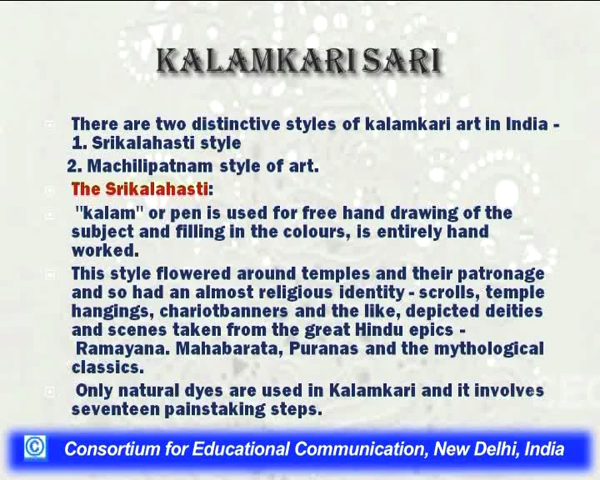 KALAMKARI SARI
There are two distinctive styles of kalamkari art in India -
1. Srikalahasti style
2. Machilipatnam style of art.
The Srikalahasti:
"kalam" or pen is used for free hand drawing of the
subject and filling in the colours, is entirely hand
worked.
This style flowered around temples and their patronage
and so had an almost religious identity - scrolls, temple
hangings, chariotbanners and the like, depicted deities
and scenes taken from the great Hindu epics -
Ramayana. Mahabarata, Puranas and the mythological
classics.
Only natural dyes are used in Kalamkari and it involves
seventeen painstaking steps.
© Consortium for Educational Communication, New Delhi, India